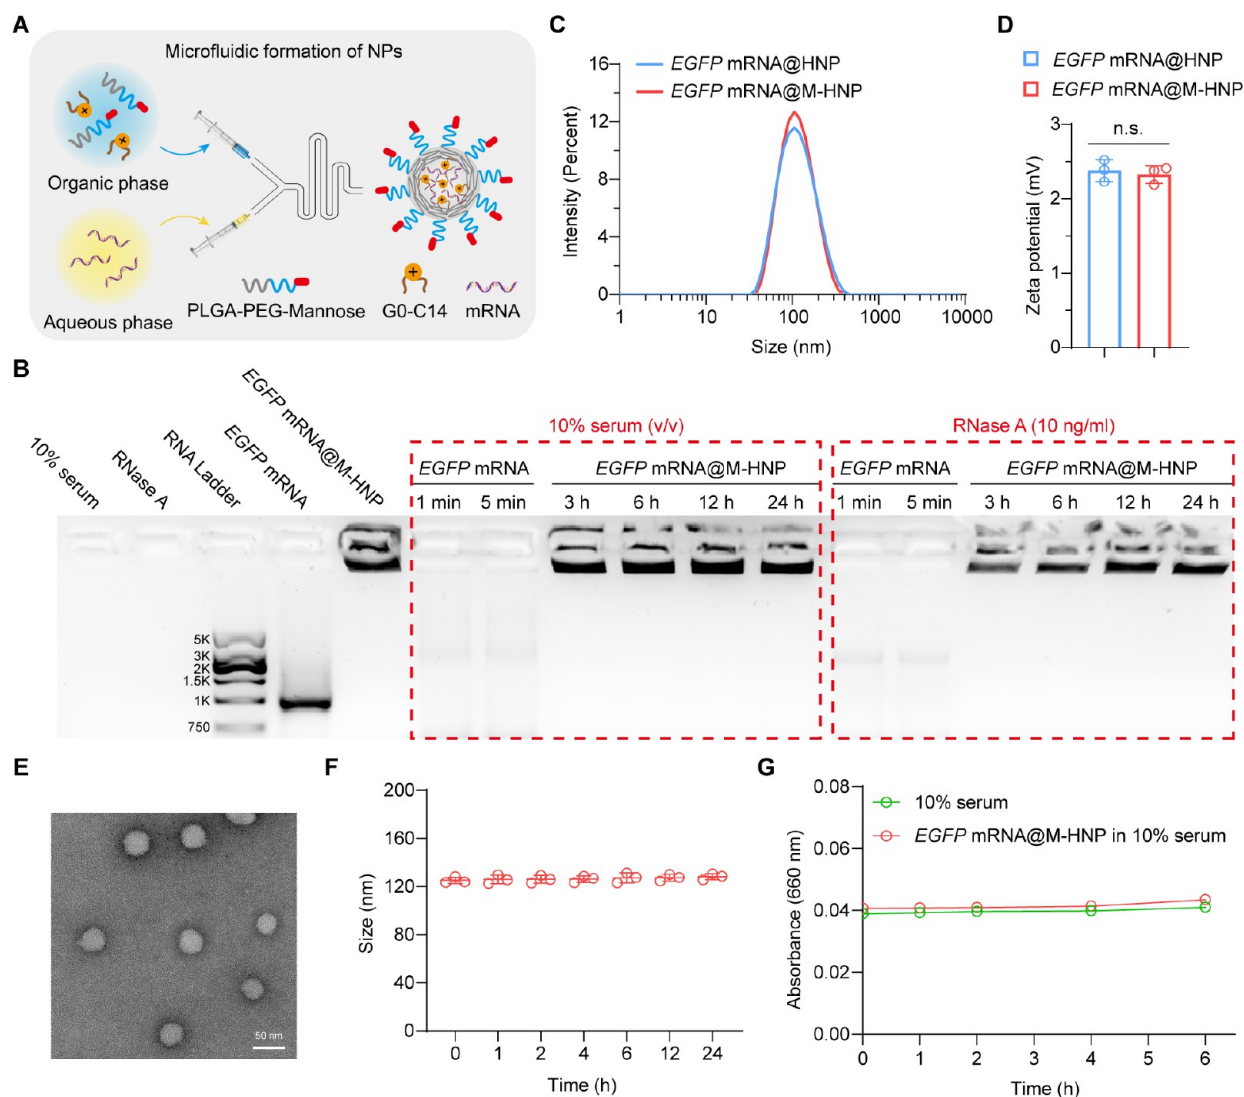 A
Microfluidic formation of NPs
Organic phase
Aqueous phase
PLGA-PEG-Mannose
G0-C14
mRNA
C
EGFP mRNA@HNP
EGFP mRNA@M-HNP
Intensity (Percent)
16
12
8
4
0
1
10
100
1000
10000
Size (nm)
D
EGFP mRNA@HNP
EGFP mRNA@M-HNP
n.s.
Zeta potential (mV)
3
2
1
0
B
10% serum
RNase A
RNA Ladder
EGFP mRNA
EGFP mRNA@M-HNP
10% serum (v/v)
EGFP mRNA
EGFP mRNA@M-HNP
1 min
5 min
3 h
6 h
12 h
24 h
RNase A (10 ng/ml)
EGFP mRNA
EGFP mRNA@M-HNP
1 min
5 min
3 h
6 h
12 h
24 h
5K
3K
2K
1.5K
1K
750
E
50 nm
F
Size (nm)
200
160
120
80
40
0
0
1
2
4
6
12
24
Time (h)
G
10% serum
EGFP mRNA@M-HNP in 10% serum
Absorbance (660 nm)
0.08
0.06
0.04
0.02
0.00
0
1
2
3
4
5
6
Time (h)